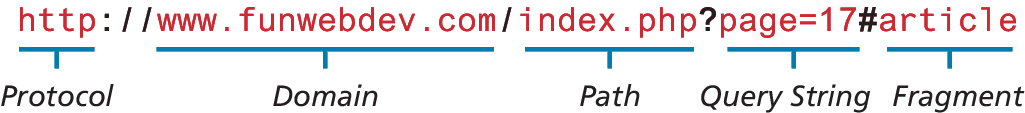 http://www.funwebdev.com/index.php?page=17#article
Protocol Domain Path Query String Fragment